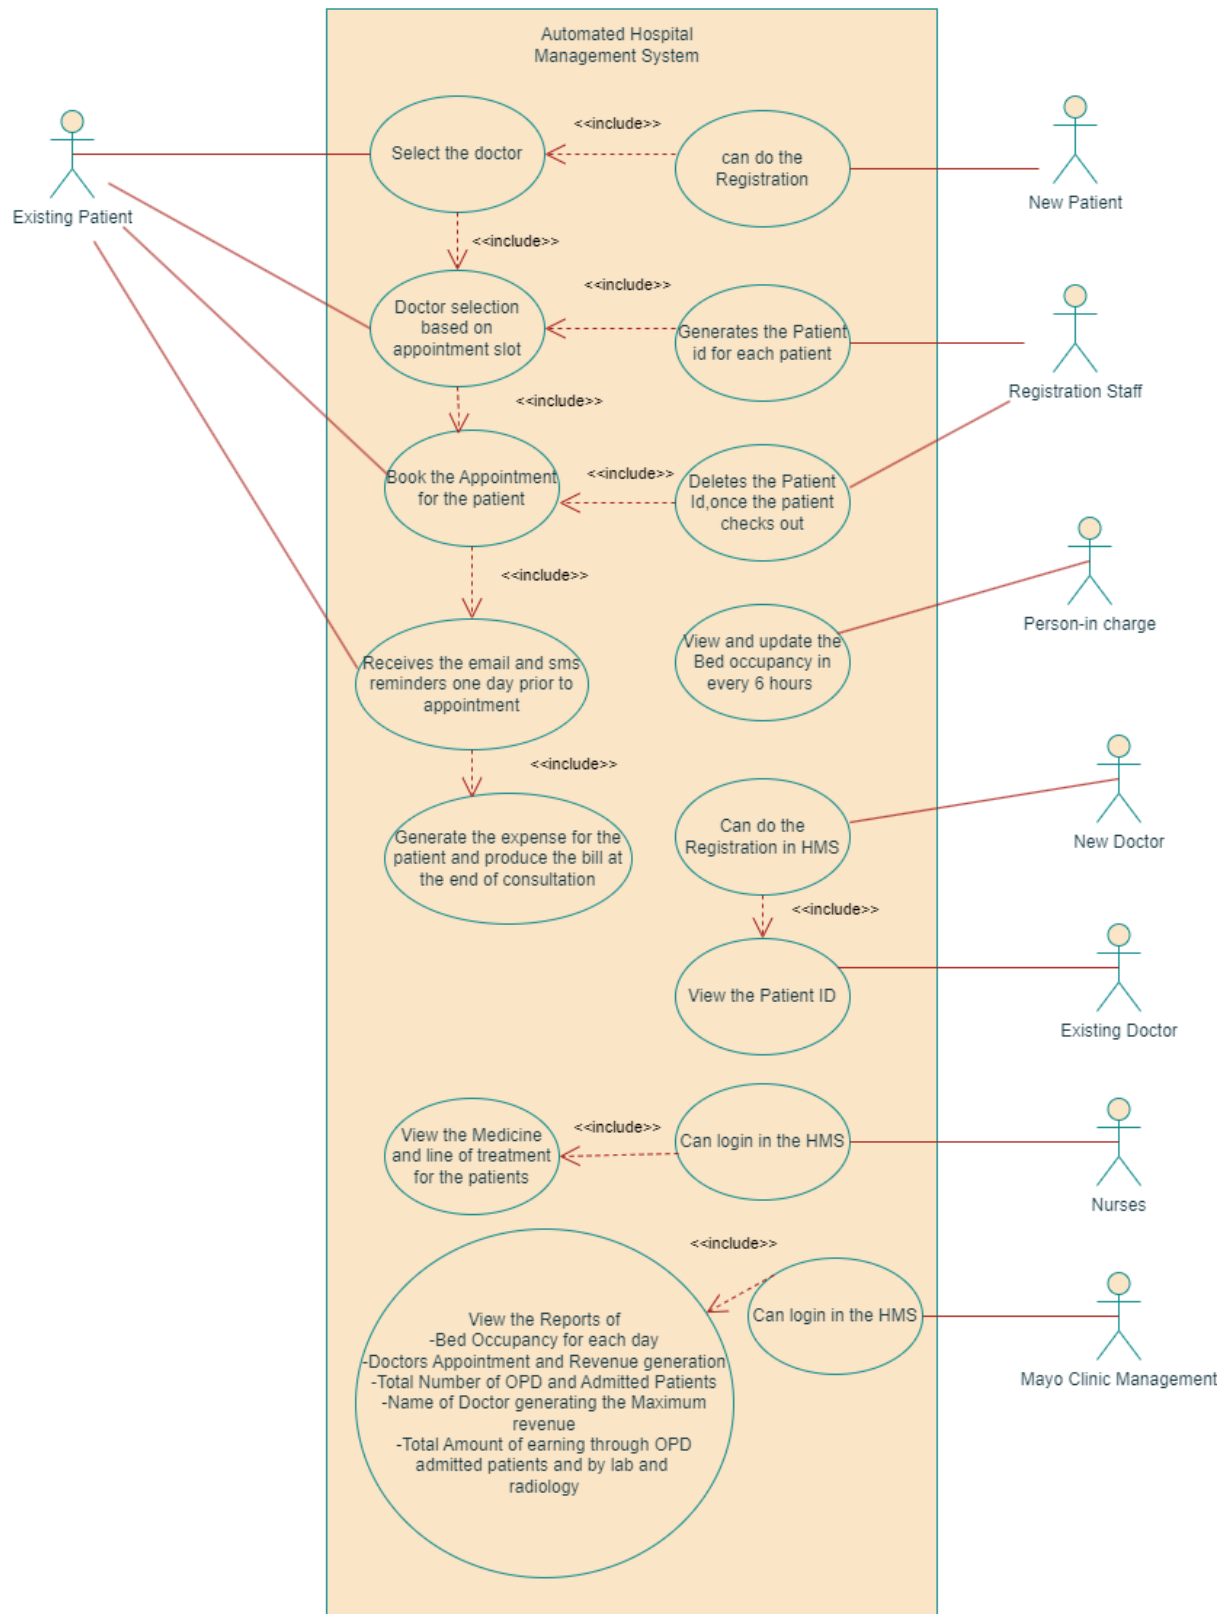 Automated Hospital
Management System
Existing Patient
Select the doctor
<<include>>
can do the
Registration
New Patient
<<include>>
Doctor selection
based on
appointment slot
<<include>>
Generates the Patient
id for each patient
Registration Staff
<<include>>
Book the Appointment
for the patient
<<include>>
Deletes the Patient
Id,once the patient
checks out
<<include>>
Person-in charge
View and update the
Bed occupancy in
every 6 hours
Receives the email and sms
reminders one day prior to
appointment
<<include>>
Generate the expense for the
patient and produce the bill at
the end of consultation
Can do the
Registration in HMS
New Doctor
<<include>>
View the Patient ID
Existing Doctor
View the Medicine
and line of treatment
for the patients
<<include>>
Can login in the HMS
Nurses
<<include>>
Can login in the HMS
Mayo Clinic Management
View the Reports of
-Bed Occupancy for each day
-Doctors Appointment and Revenue generation
-Total Number of OPD and Admitted Patients
-Name of Doctor generating the Maximum
revenue
-Total Amount of earning through OPD
admitted patients and by lab and
radiology